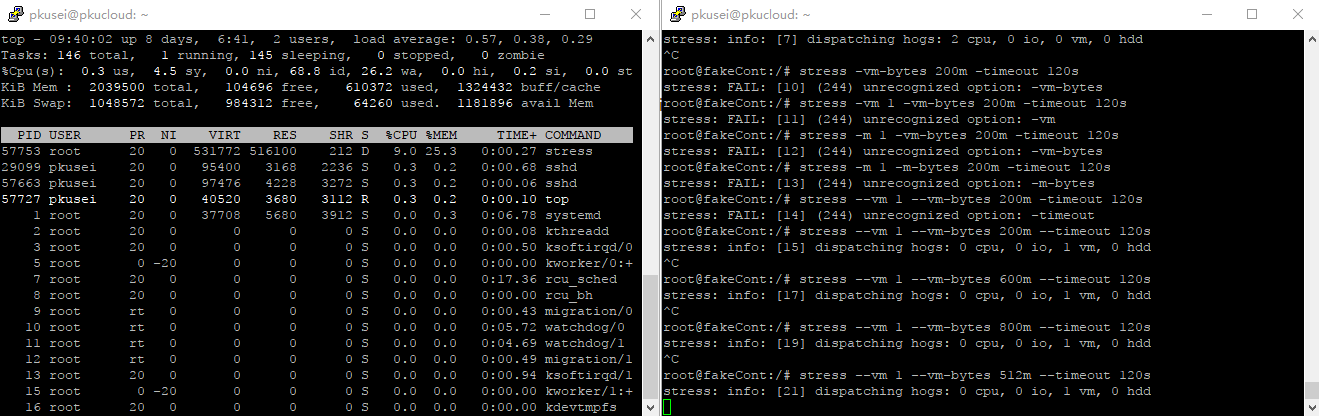 pkusei@pkucloud: ~
top - 09:40:02 up 8 days,  6:41,  2 users,  load average: 0.57, 0.38, 0.29
Tasks: 146 total,   1 running, 145 sleeping,   0 stopped,   0 zombie
%Cpu(s):  0.3 us,  4.5 sy,  0.0 ni, 68.8 id, 26.2 wa,  0.0 hi,  0.2 si,  0.0 st
KiB Mem :  2039500 total,   104696 free,   610372 used,  1324432 buff/cache
KiB Swap:  1048572 total,   984312 free,    64260 used.  1181896 avail Mem
PID USER      PR  NI    VIRT    RES    SHR S  %CPU %MEM     TIME+ COMMAND
57753 root      20   0  531772 516100    212 D   9.0 25.3   0:00.27 stress
29099 pkusei    20   0   95400   3168   2236 S   0.3  0.2   0:00.68 sshd
57663 pkusei    20   0   97476   4228   3272 S   0.3  0.2   0:00.06 sshd
57727 pkusei    20   0   40520   3680   3112 R   0.3  0.2   0:00.10 top
1 root      20   0   37708   5680   3912 S   0.0  0.3   0:06.78 systemd
2 root      20   0       0      0      0 S   0.0  0.0   0:00.08 kthreadd
3 root      20   0       0      0      0 S   0.0  0.0   0:00.50 ksoftirqd/0
5 root       0 -20       0      0      0 S   0.0  0.0   0:00.00 kworker/0:+
7 root      20   0       0      0      0 S   0.0  0.0   0:17.36 rcu_sched
8 root      20   0       0      0      0 S   0.0  0.0   0:00.00 rcu_bh
9 root      rt   0       0      0      0 S   0.0  0.0   0:00.43 migration/0
10 root      rt   0       0      0      0 S   0.0  0.0   0:05.72 watchdog/0
11 root      rt   0       0      0      0 S   0.0  0.0   0:04.69 watchdog/1
12 root      rt   0       0      0      0 S   0.0  0.0   0:00.49 migration/1
13 root      20   0       0      0      0 S   0.0  0.0   0:00.94 ksoftirqd/1
15 root       0 -20       0      0      0 S   0.0  0.0   0:00.00 kworker/1:+
16 root      20   0       0      0      0 S   0.0  0.0   0:00.00 kdevtmpfs
pkusei@pkucloud: ~
stress: info: [7] dispatching hogs: 2 cpu, 0 io, 0 vm, 0 hdd
^C
root@fakeCont:/# stress -vm-bytes 200m -timeout 120s
stress: FAIL: [10] (244) unrecognized option: -vm-bytes
root@fakeCont:/# stress -vm 1 -vm-bytes 200m -timeout 120s
stress: FAIL: [11] (244) unrecognized option: -vm
root@fakeCont:/# stress -m 1 -vm-bytes 200m -timeout 120s
stress: FAIL: [12] (244) unrecognized option: -vm-bytes
root@fakeCont:/# stress -m 1 -m-bytes 200m -timeout 120s
stress: FAIL: [13] (244) unrecognized option: -m-bytes
root@fakeCont:/# stress --vm 1 --vm-bytes 200m -timeout 120s
stress: FAIL: [14] (244) unrecognized option: -timeout
root@fakeCont:/# stress --vm 1 --vm-bytes 200m --timeout 120s
stress: info: [15] dispatching hogs: 0 cpu, 0 io, 1 vm, 0 hdd
^C
root@fakeCont:/# stress --vm 1 --vm-bytes 600m --timeout 120s
stress: info: [17] dispatching hogs: 0 cpu, 0 io, 1 vm, 0 hdd
^C
root@fakeCont:/# stress --vm 1 --vm-bytes 800m --timeout 120s
stress: info: [19] dispatching hogs: 0 cpu, 0 io, 1 vm, 0 hdd
^C
root@fakeCont:/# stress --vm 1 --vm-bytes 512m --timeout 120s
stress: info: [21] dispatching hogs: 0 cpu, 0 io, 1 vm, 0 hdd